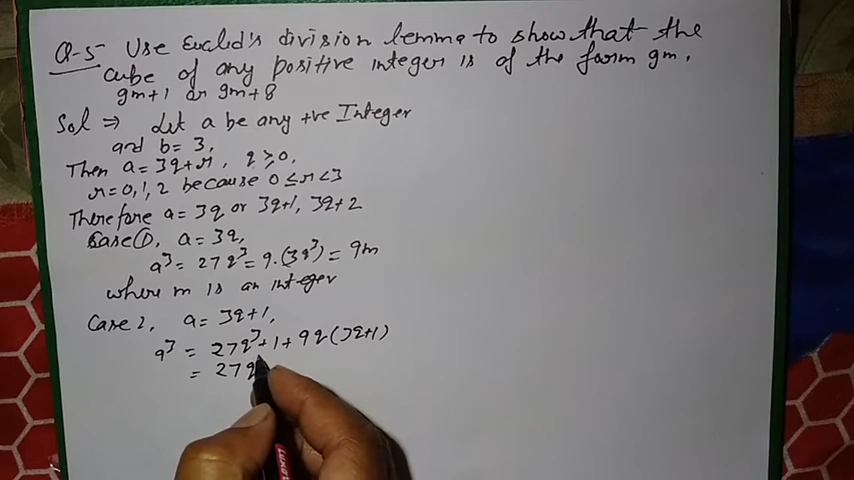 Q-5 Use Euclid's division lemma to show that the
cube of any positive integer is of the form 9m,
9m+1 or 9m+8
Sol ⇒ Let a be any +ve Integer
and b = 3,
Then a = 3q+r, q ≥ 0,
r = 0, 1, 2 because 0 ≤ r < 3
Therefore a = 3q or 3q+1, 3q+2
Case ①, a = 3q,
a³ = 27q³ = 9.(3q³) = 9m
where m is an integer
Case 2, a = 3q+1,
a³ = 27q³+1+9q(3q+1)
= 27q